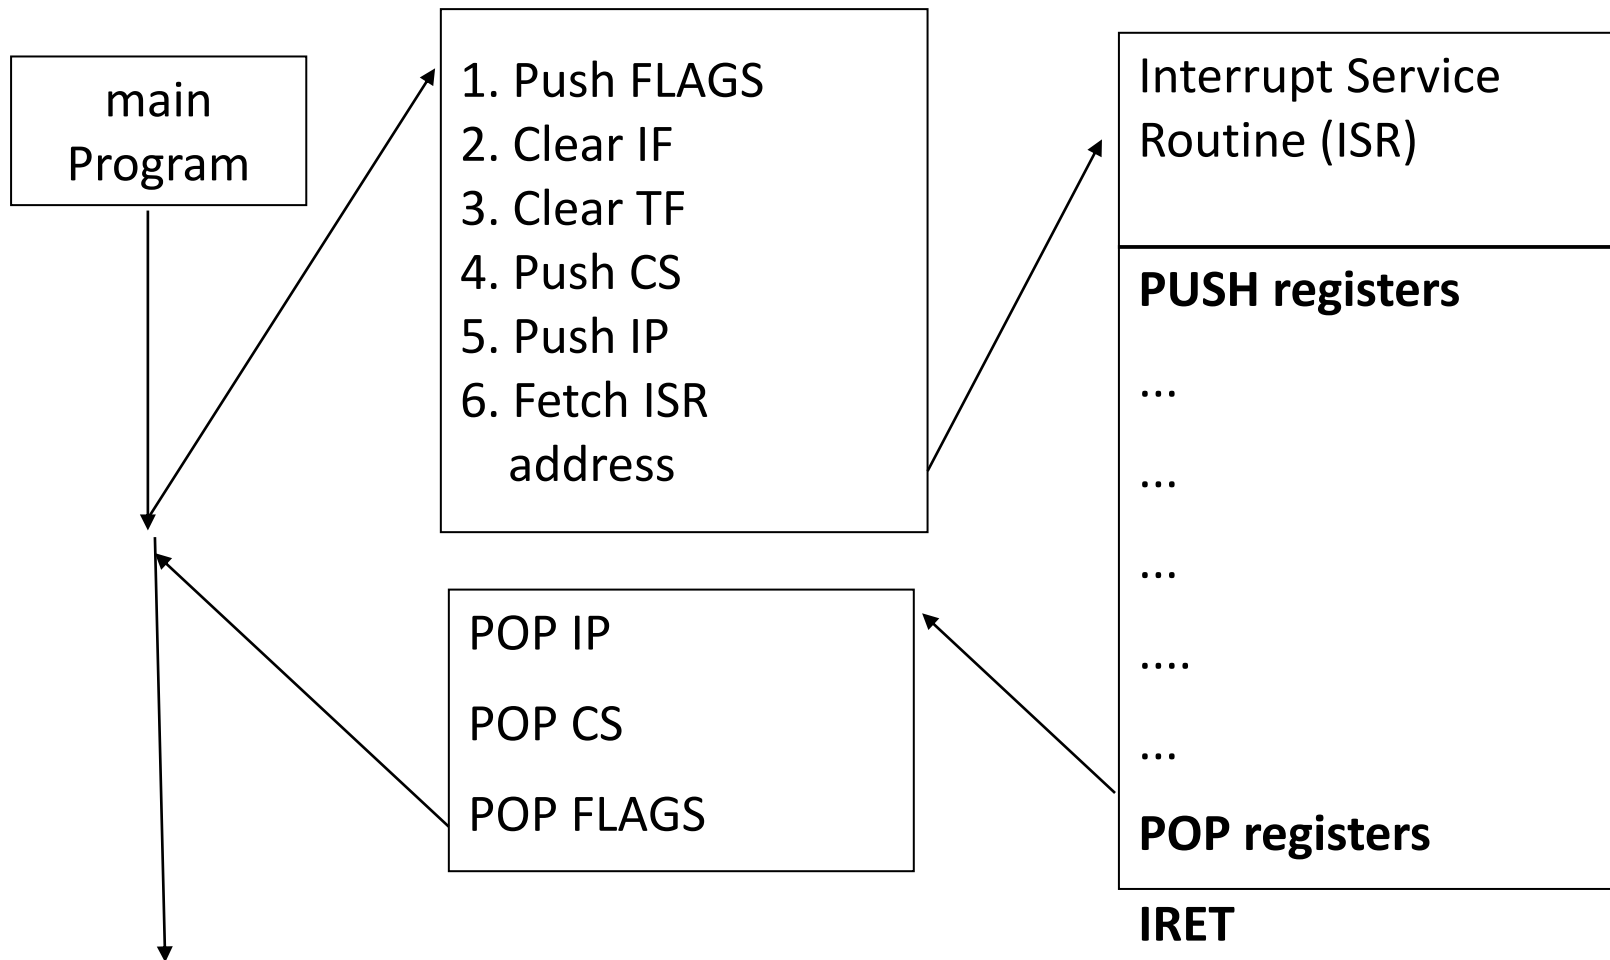 main
Program
1. Push FLAGS
2. Clear IF
3. Clear TF
4. Push CS
5. Push IP
6. Fetch ISR
address
Interrupt Service
Routine (ISR)
PUSH registers
...
...
...
....
...
POP registers
IRET
POP IP
POP CS
POP FLAGS